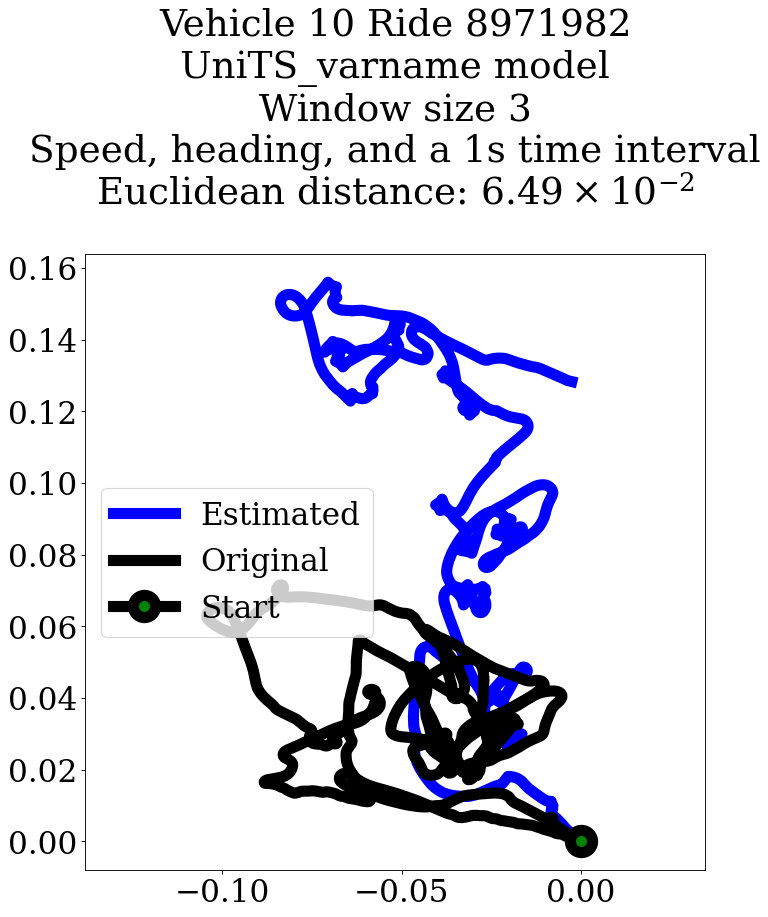 Vehicle 10 Ride 8971982
UniTS_varname model
Window size 3
Speed, heading, and a 1s time interval
Euclidean distance: 6.49 × 10⁻²
0.16
0.14
0.12
0.10
0.08
0.06
0.04
0.02
0.00
Estimated
Original
Start
−0.10 −0.05 0.00